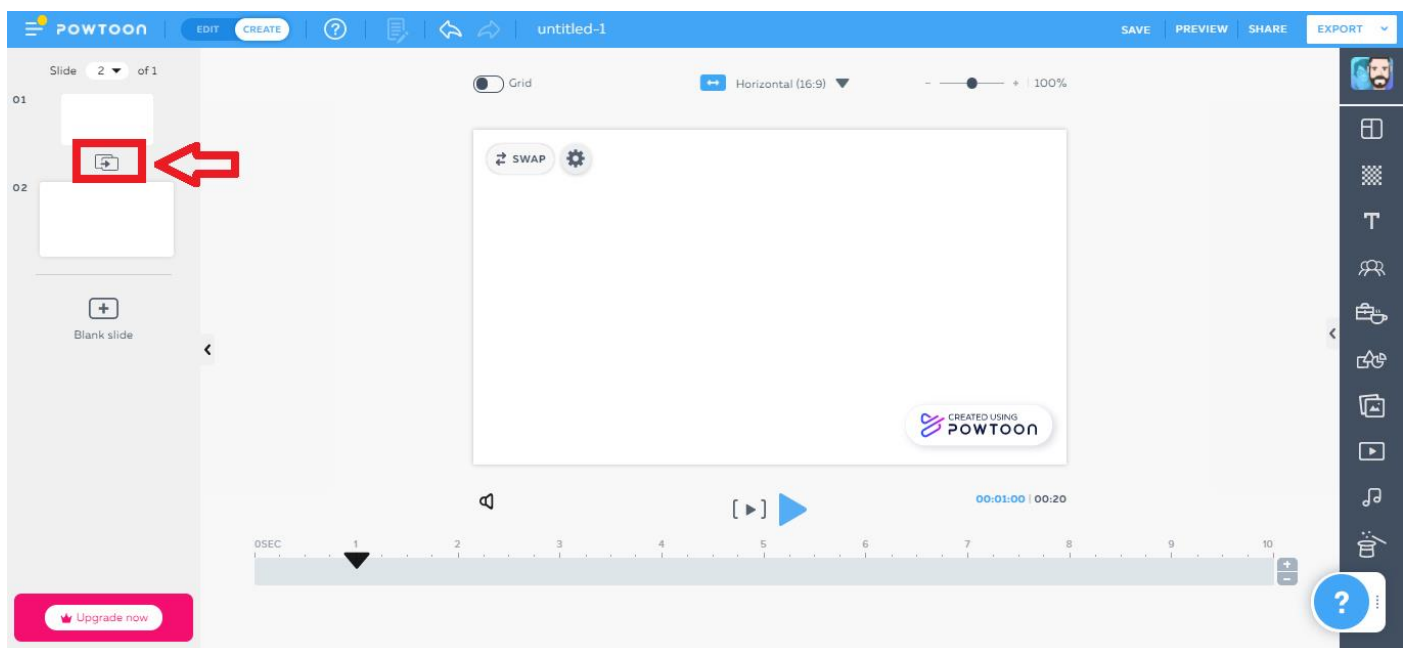 POWTOON EDIT CREATE ? untitled-1 SAVE PREVIEW SHARE EXPORT
Slide 2 of 1
Grid Horizontal (16:9) - + 100%
01
SWAP
02
Blank slide
CREATED USING
POWTOON
00:01:00 | 00:20
0SEC 1 2 3 4 5 6 7 8 9 10
+
-
Upgrade now
?